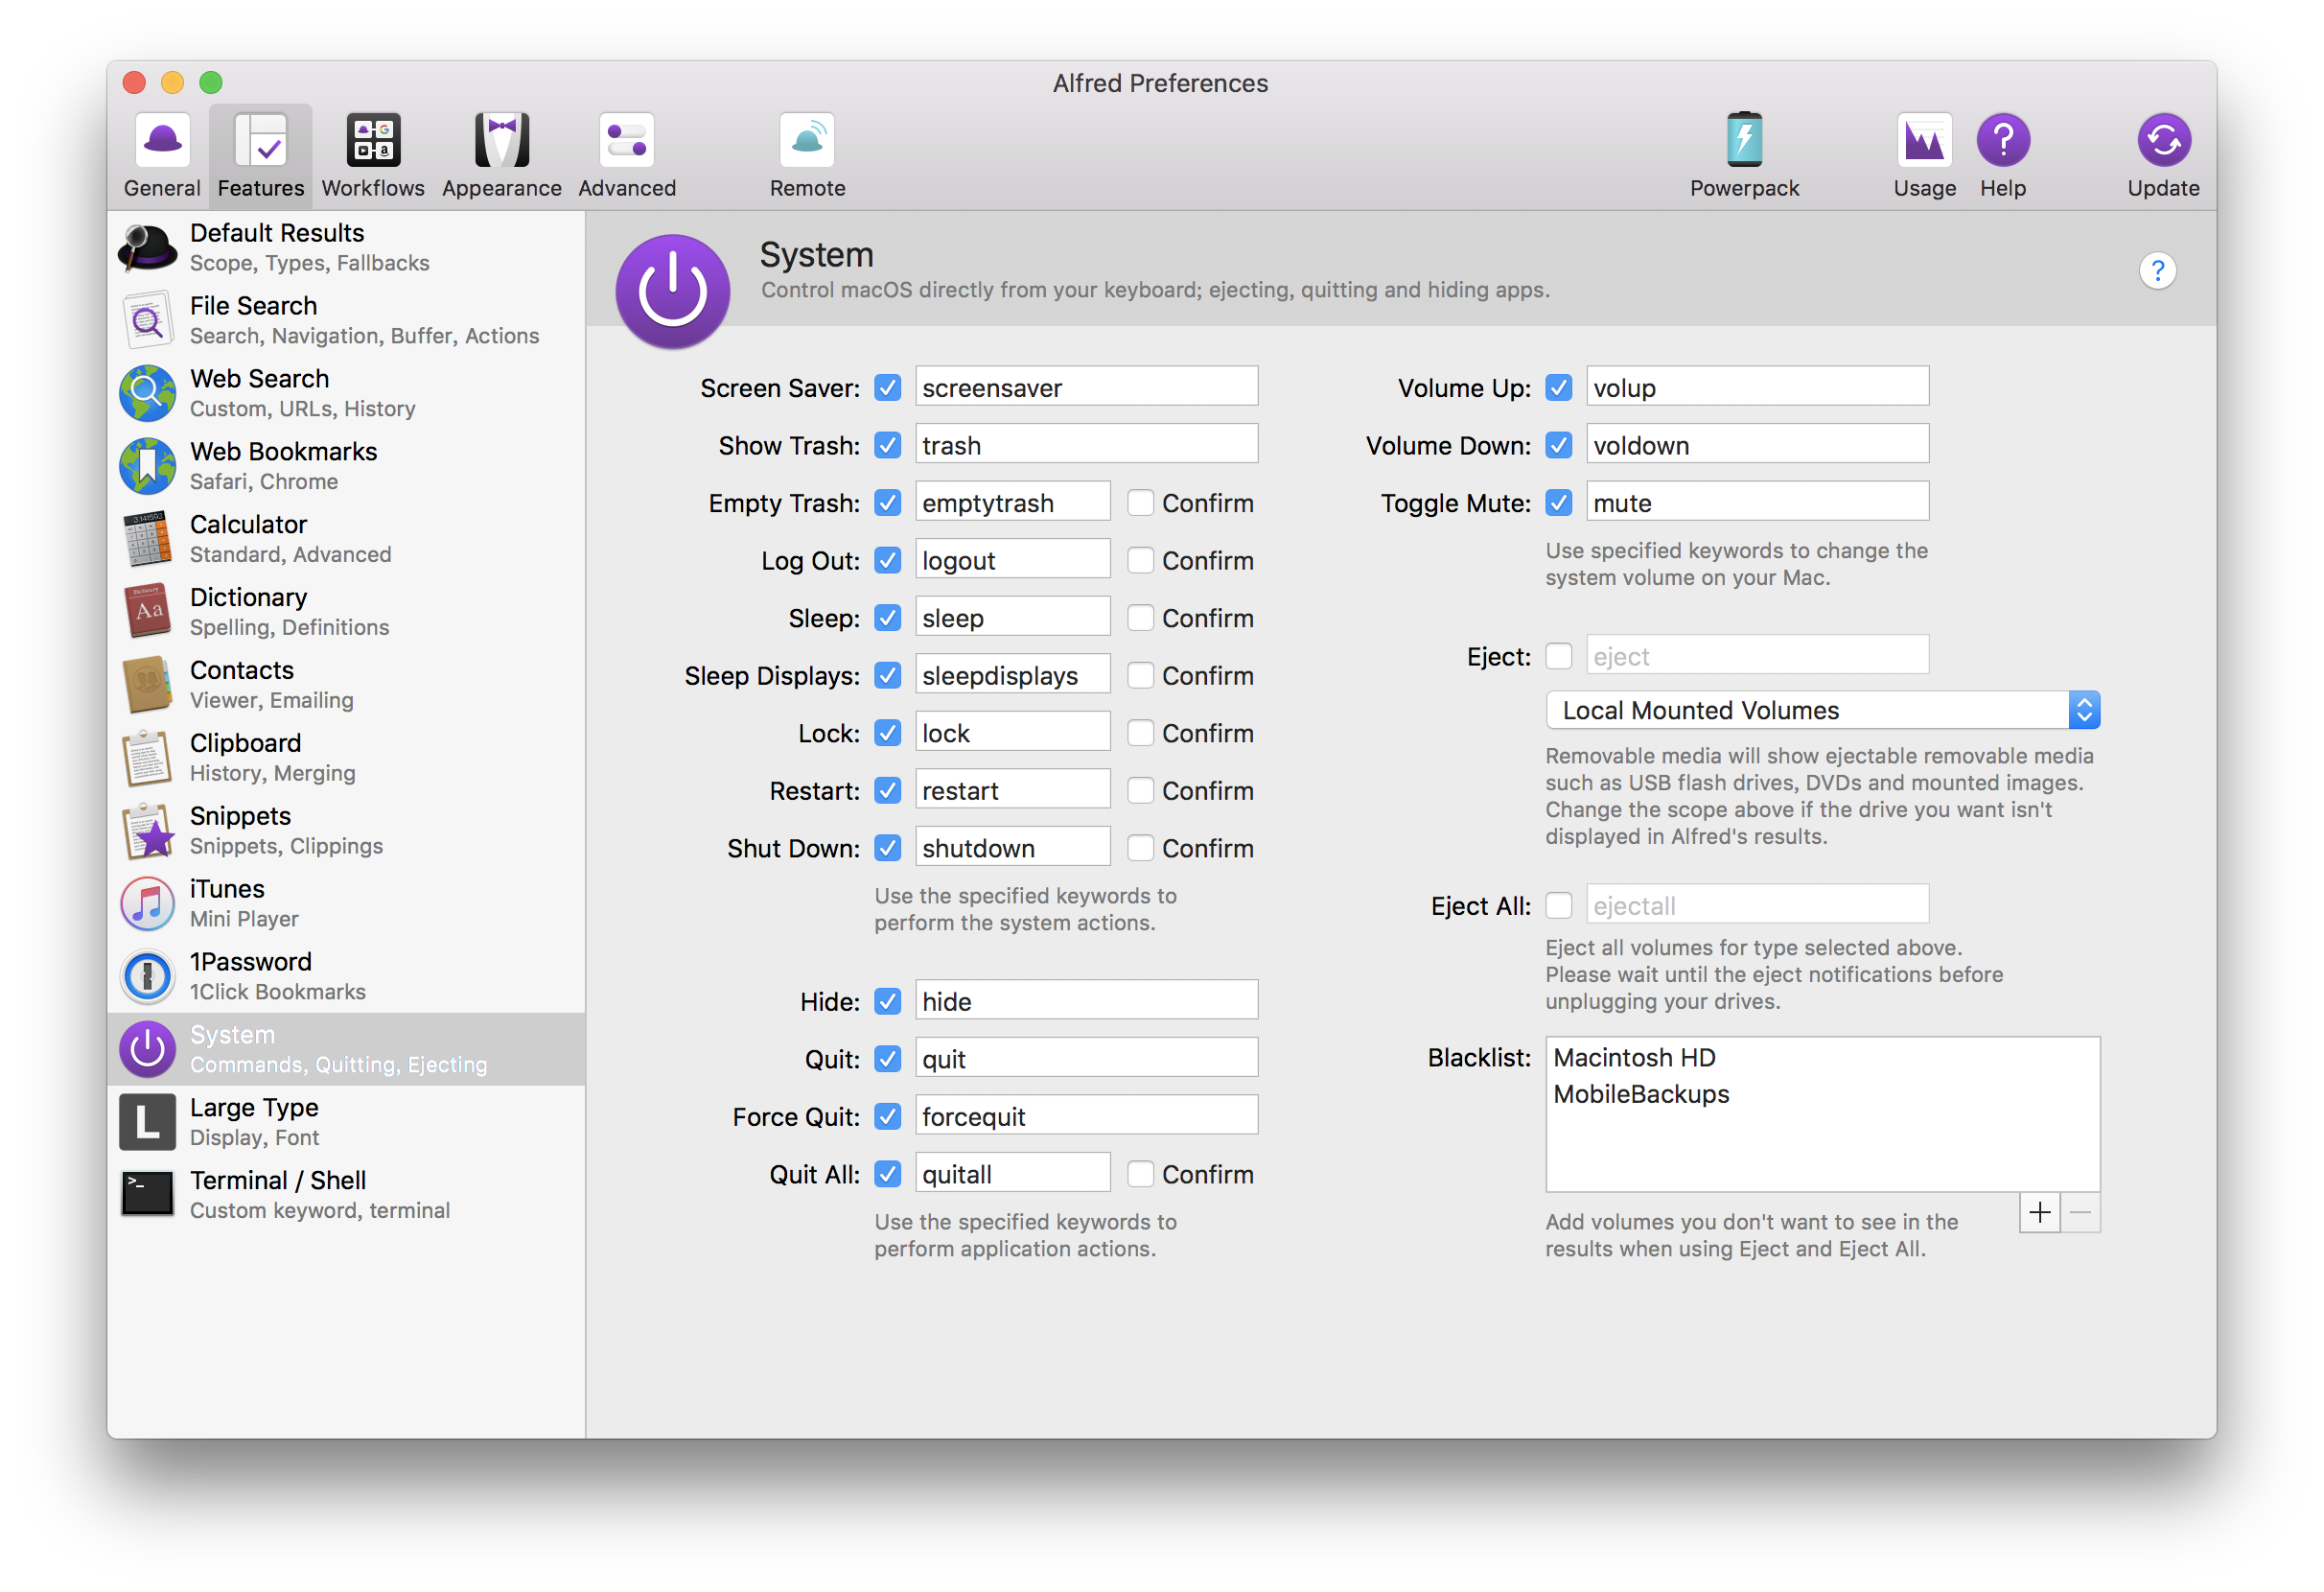 Alfred Preferences
General
Features
Workflows
Appearance
Advanced
Remote
Powerpack
Usage
Help
Update
Default Results
Scope, Types, Fallbacks
File Search
Search, Navigation, Buffer, Actions
Web Search
Custom, URLs, History
Web Bookmarks
Safari, Chrome
3.141593
Calculator
Standard, Advanced
Dictionary
Aa
Dictionary
Spelling, Definitions
Contacts
Viewer, Emailing
Clipboard
History, Merging
Snippets
Snippets, Clippings
iTunes
Mini Player
1Password
1Click Bookmarks
System
Commands, Quitting, Ejecting
L
Large Type
Display, Font
>_
Terminal / Shell
Custom keyword, terminal
System
Control macOS directly from your keyboard; ejecting, quitting and hiding apps.
?
Screen Saver: screensaver
Show Trash: trash
Empty Trash: emptytrash Confirm
Log Out: logout Confirm
Sleep: sleep Confirm
Sleep Displays: sleepdisplays Confirm
Lock: lock Confirm
Restart: restart Confirm
Shut Down: shutdown Confirm
Use the specified keywords to
perform the system actions.
Hide: hide
Quit: quit
Force Quit: forcequit
Quit All: quitall Confirm
Use the specified keywords to
perform application actions.
Volume Up: volup
Volume Down: voldown
Toggle Mute: mute
Use specified keywords to change the
system volume on your Mac.
Eject: eject
Local Mounted Volumes
Removable media will show ejectable removable media
such as USB flash drives, DVDs and mounted images.
Change the scope above if the drive you want isn't
displayed in Alfred's results.
Eject All: ejectall
Eject all volumes for type selected above.
Please wait until the eject notifications before
unplugging your drives.
Blacklist: Macintosh HD
MobileBackups
Add volumes you don't want to see in the
results when using Eject and Eject All.